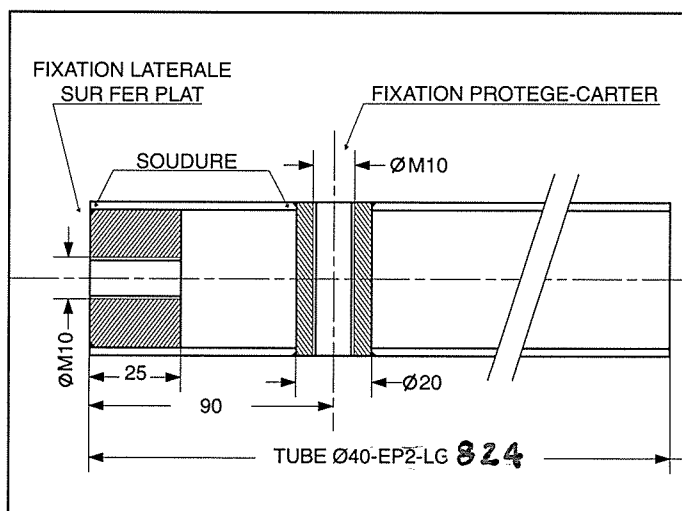 FIXATION LATERALE
SUR FER PLAT
FIXATION PROTEGE-CARTER
SOUDURE
ØM10
ØM10
25
Ø20
90
TUBE Ø40-EP2-LG 824